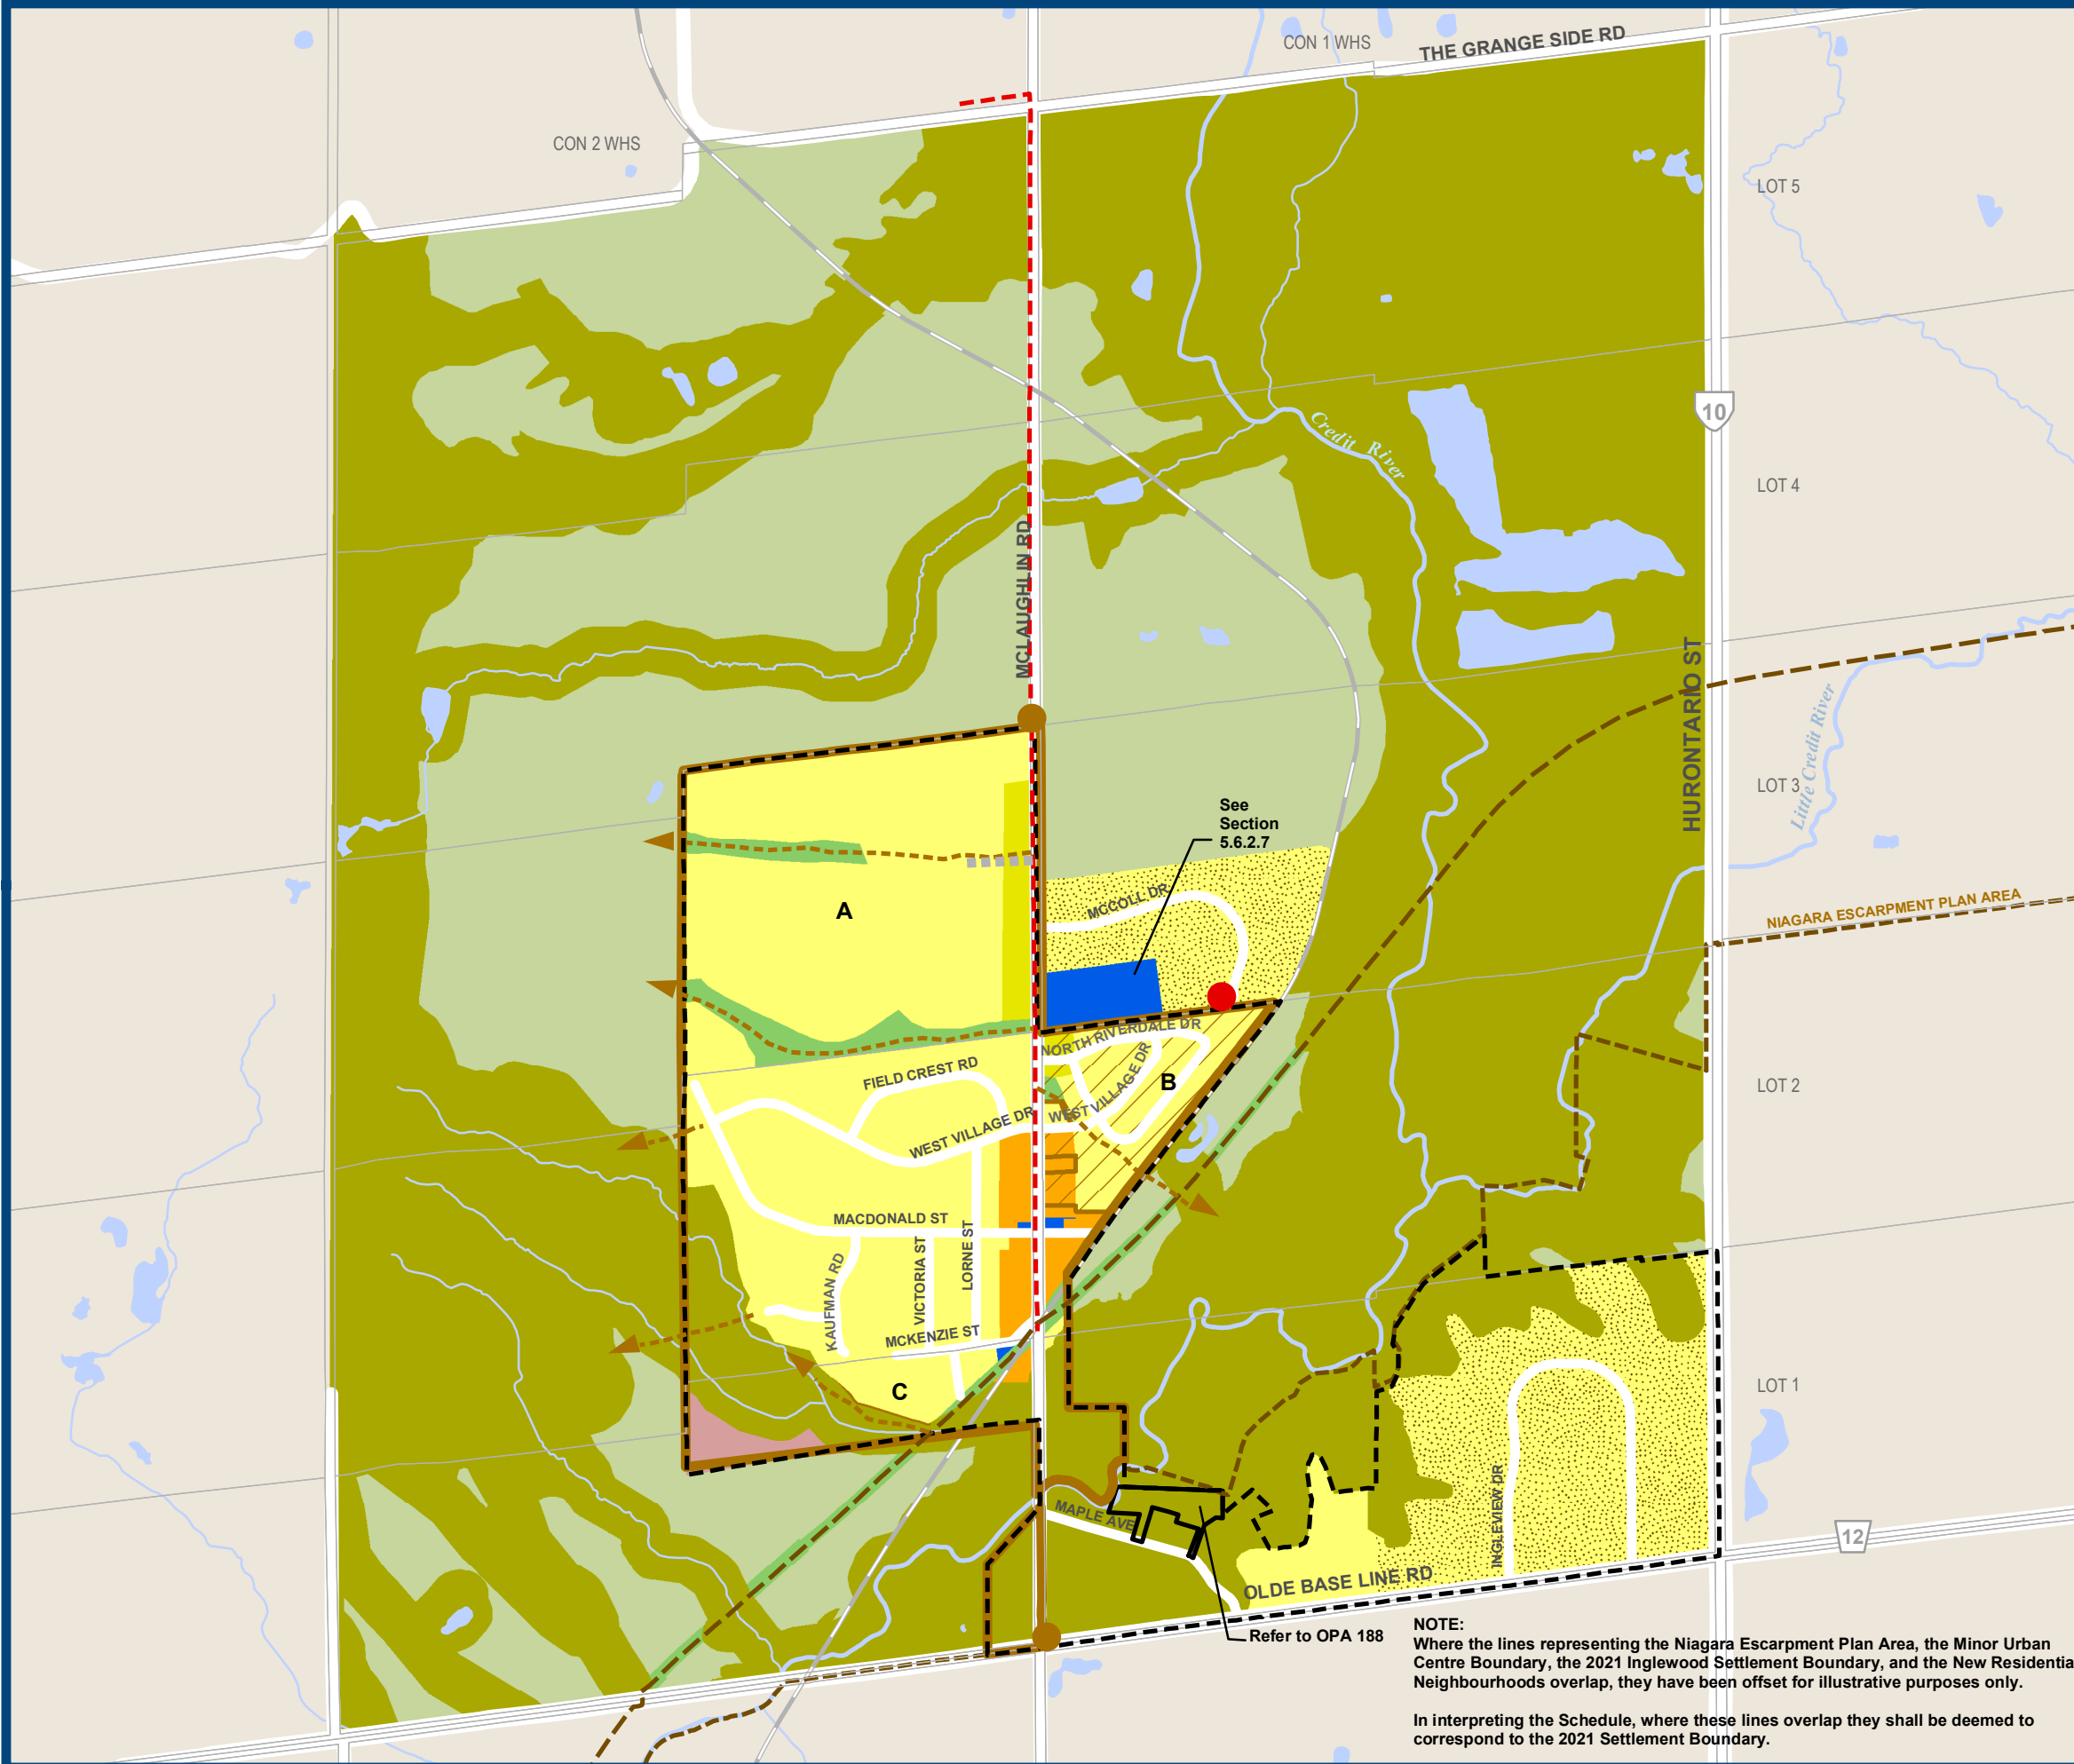 CON 1 WHS
THE GRANGE SIDE RD
CON 2 WHS
LOT 5
10
Credit River
LOT 4
MCLAUGHLIN RD
HURONTARIO ST
Little Credit River
LOT 3
See
Section
5.6.2.7
MCCOLL DR
A
NIAGARA ESCARPMENT PLAN AREA
NORTH RIVERDALE DR
WEST VILLAGE DR
B
LOT 2
FIELD CREST RD
WEST VILLAGE DR
MACDONALD ST
KAUFMAN RD
VICTORIA ST
LORNE ST
MCKENZIE ST
C
LOT 1
INGLEVIEW DR
MAPLE AVE
12
OLDE BASE LINE RD
Refer to OPA 188
NOTE:
Where the lines representing the Niagara Escarpment Plan Area, the Minor Urban
Centre Boundary, the 2021 Inglewood Settlement Boundary, and the New Residentia
Neighbourhoods overlap, they have been offset for illustrative purposes only.
In interpreting the Schedule, where these lines overlap they shall be deemed to
correspond to the 2021 Settlement Boundary.